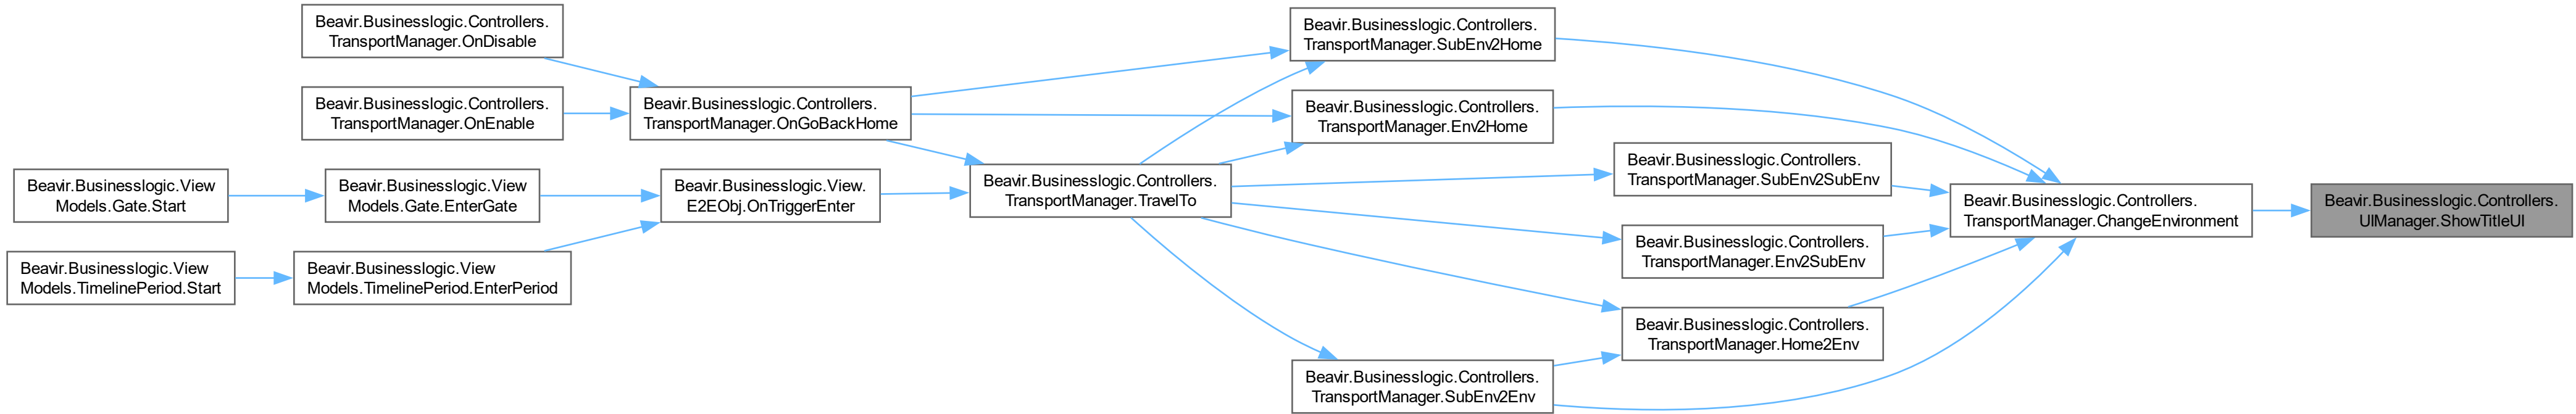 Beavir.Businesslogic.Controllers.
TransportManager.OnDisable
Beavir.Businesslogic.Controllers.
TransportManager.OnEnable
Beavir.Businesslogic.View
Models.Gate.Start
Beavir.Businesslogic.View
Models.TimelinePeriod.Start
Beavir.Businesslogic.View
Models.Gate.EnterGate
Beavir.Businesslogic.View
Models.TimelinePeriod.EnterPeriod
Beavir.Businesslogic.Controllers.
TransportManager.OnGoBackHome
Beavir.Businesslogic.View.
E2EObj.OnTriggerEnter
Beavir.Businesslogic.Controllers.
TransportManager.TravelTo
Beavir.Businesslogic.Controllers.
TransportManager.SubEnv2Home
Beavir.Businesslogic.Controllers.
TransportManager.Env2Home
Beavir.Businesslogic.Controllers.
TransportManager.SubEnv2SubEnv
Beavir.Businesslogic.Controllers.
TransportManager.Env2SubEnv
Beavir.Businesslogic.Controllers.
TransportManager.Home2Env
Beavir.Businesslogic.Controllers.
TransportManager.SubEnv2Env
Beavir.Businesslogic.Controllers.
TransportManager.ChangeEnvironment
Beavir.Businesslogic.Controllers.
UIManager.ShowTitleUI